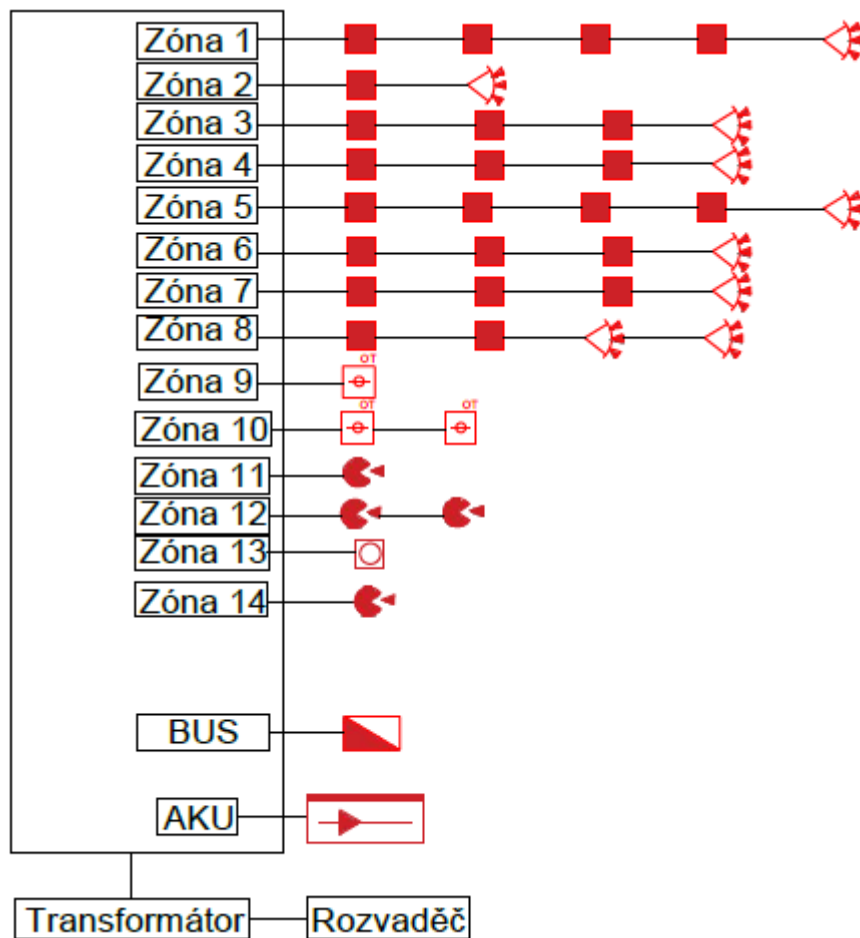 Zóna 1
Zóna 2
Zóna 3
Zóna 4
Zóna 5
Zóna 6
Zóna 7
Zóna 8
OT
Zóna 9
OT
OT
Zóna 10
Zóna 11
Zóna 12
Zóna 13
Zóna 14
BUS
AKU
Transformátor
Rozvaděč